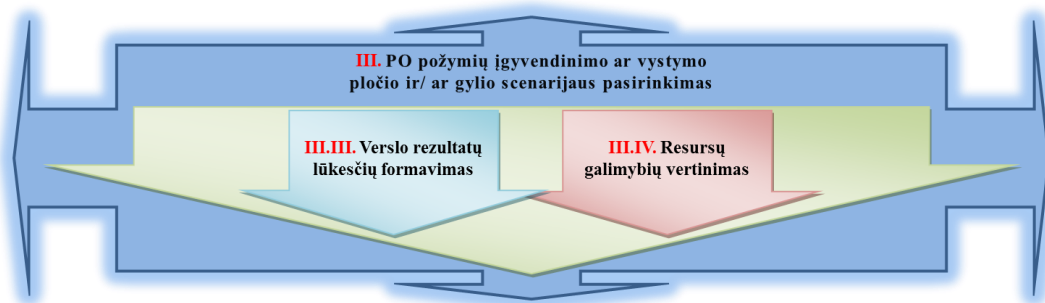 III. PO požymių įgyvendinimo ar vystymo
pločio ir/ ar gylio scenarijaus pasirinkimas
III.III. Verslo rezultatų
lūkesčių formavimas
III.IV. Resursų
galimybių vertinimas